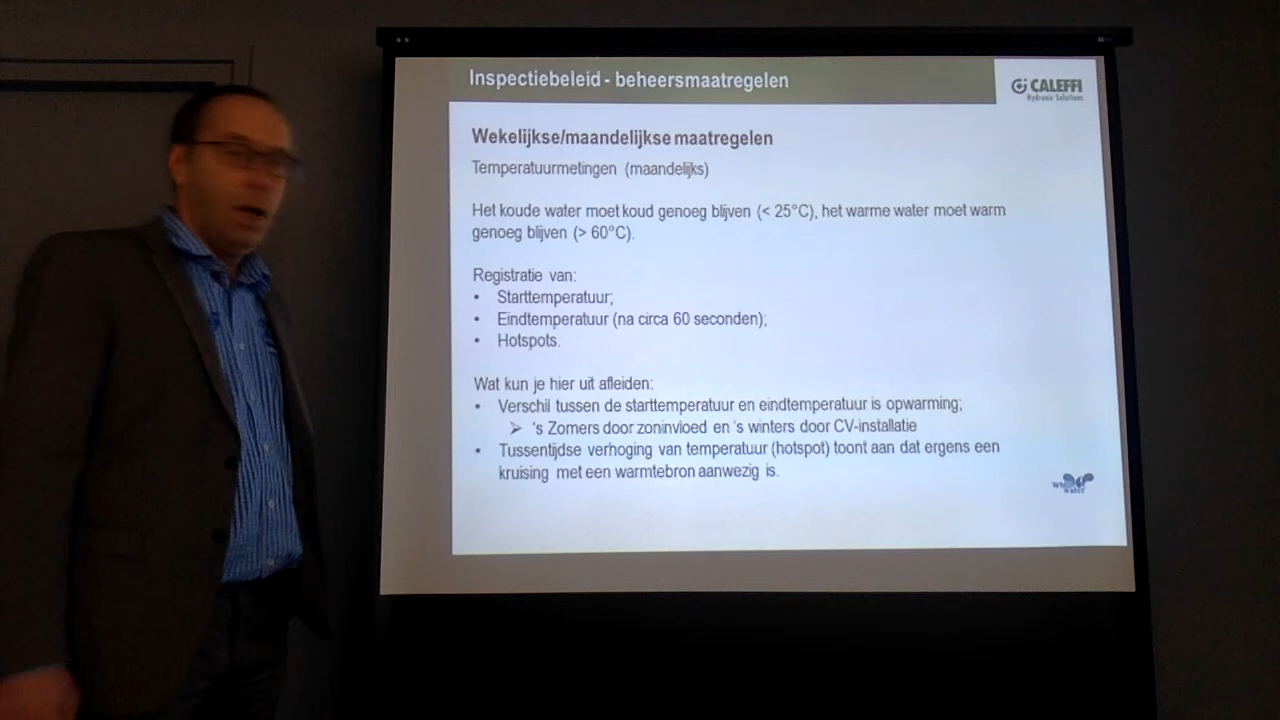 Inspectiebeleid - beheersmaatregelen
CALEFFI
Hydronic Solutions
Wekelijkse/maandelijkse maatregelen
Temperatuurmetingen (maandelijks)
Het koude water moet koud genoeg blijven (< 25°C), het warme water moet warm
genoeg blijven (> 60°C).
Registratie van:
• Starttemperatuur;
• Eindtemperatuur (na circa 60 seconden);
• Hotspots.
Wat kun je hier uit afleiden:
• Verschil tussen de starttemperatuur en eindtemperatuur is opwarming;
➢ 's Zomers door zoninvloed en 's winters door CV-installatie
• Tussentijdse verhoging van temperatuur (hotspot) toont aan dat ergens een
kruising met een warmtebron aanwezig is.
water